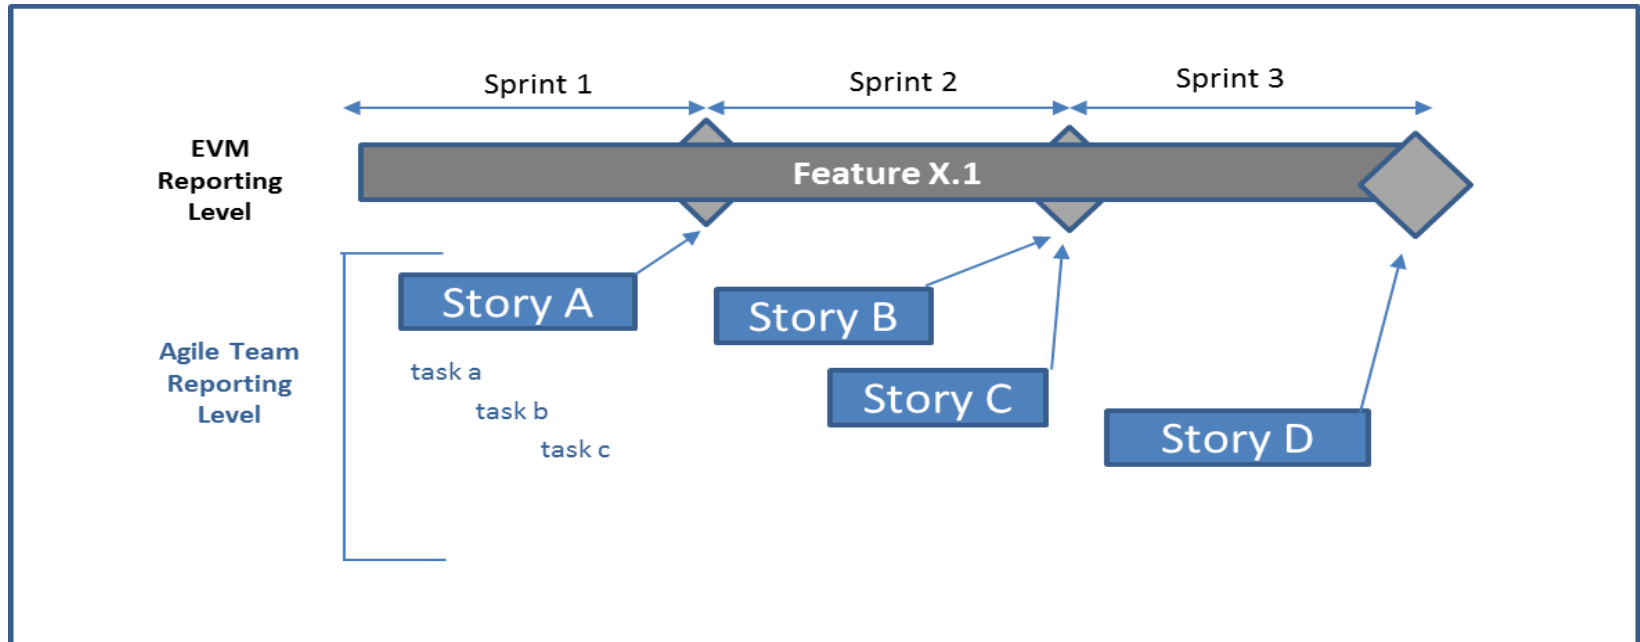 Sprint 1
Sprint 2
Sprint 3
EVM
Reporting
Level
Feature X.1
Story A
Story B
Agile Team
Reporting
Level
task a
task b
task c
Story C
Story D